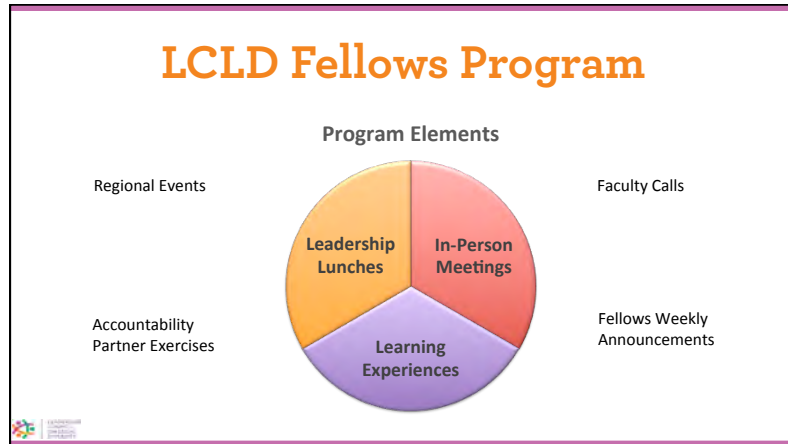 LCLD Fellows Program
Program Elements
Regional Events
Faculty Calls
Leadership
Lunches
In-Person
Meetings
Accountability
Partner Exercises
Learning
Experiences
Fellows Weekly
Announcements